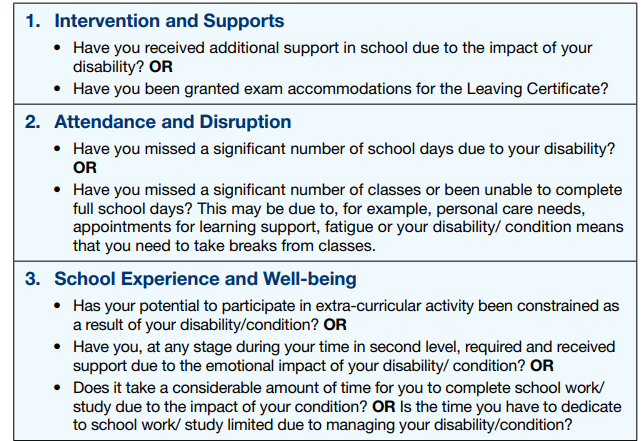 1. Intervention and Supports
• Have you received additional support in school due to the impact of your
disability? OR
• Have you been granted exam accommodations for the Leaving Certificate?
2. Attendance and Disruption
• Have you missed a significant number of school days due to your disability?
OR
• Have you missed a significant number of classes or been unable to complete
full school days? This may be due to, for example, personal care needs,
appointments for learning support, fatigue or your disability/ condition means
that you need to take breaks from classes.
3. School Experience and Well-being
• Has your potential to participate in extra-curricular activity been constrained as
a result of your disability/condition? OR
• Have you, at any stage during your time in second level, required and received
support due to the emotional impact of your disability/ condition? OR
• Does it take a considerable amount of time for you to complete school work/
study due to the impact of your condition? OR Is the time you have to dedicate
to school work/ study limited due to managing your disability/condition?